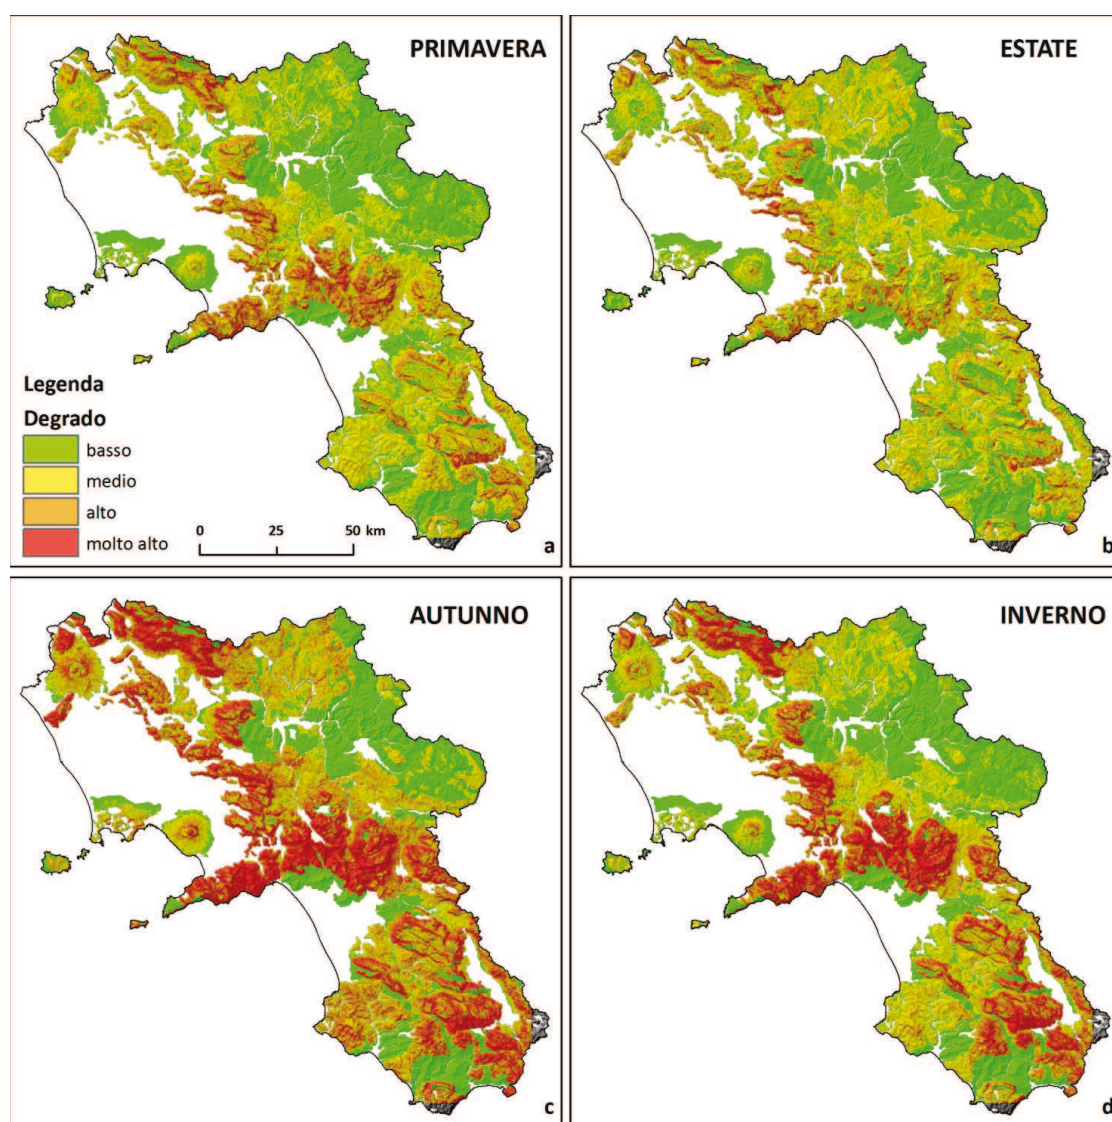 PRIMAVERA
ESTATE
Legenda
Degrado
basso
medio
alto
molto alto
0 25 50 km
a
b
AUTUNNO
INVERNO
c
d